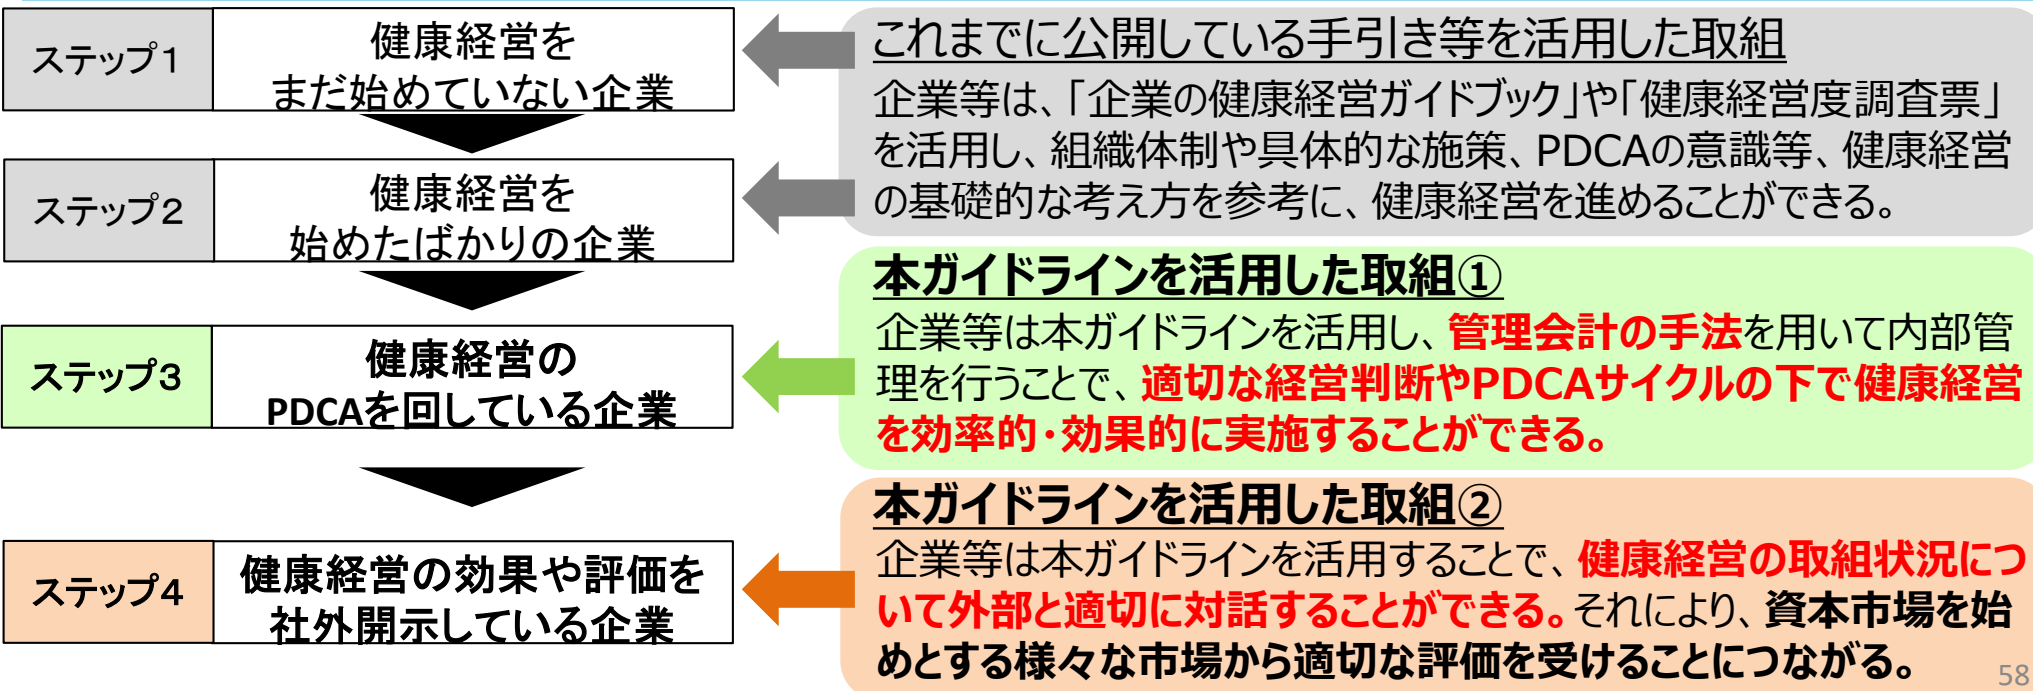 ステップ1
健康経営を
まだ始めていない企業
ステップ2
健康経営を
始めたばかりの企業
ステップ3
健康経営の
PDCAを回している企業
ステップ4
健康経営の効果や評価を
社外開示している企業
これまでに公開している手引き等を活用した取組
企業等は、「企業の健康経営ガイドブック」や「健康経営度調査票」
を活用し、組織体制や具体的な施策、PDCAの意識等、健康経営
の基礎的な考え方を参考に、健康経営を進めることができる。
本ガイドラインを活用した取組①
企業等は本ガイドラインを活用し、管理会計の手法を用いて内部管
理を行うことで、適切な経営判断やPDCAサイクルの下で健康経営
を効率的・効果的に実施することができる。
本ガイドラインを活用した取組②
企業等は本ガイドラインを活用することで、健康経営の取組状況につ
いて外部と適切に対話することができる。それにより、資本市場を始
めとする様々な市場から適切な評価を受けることにつながる。
58